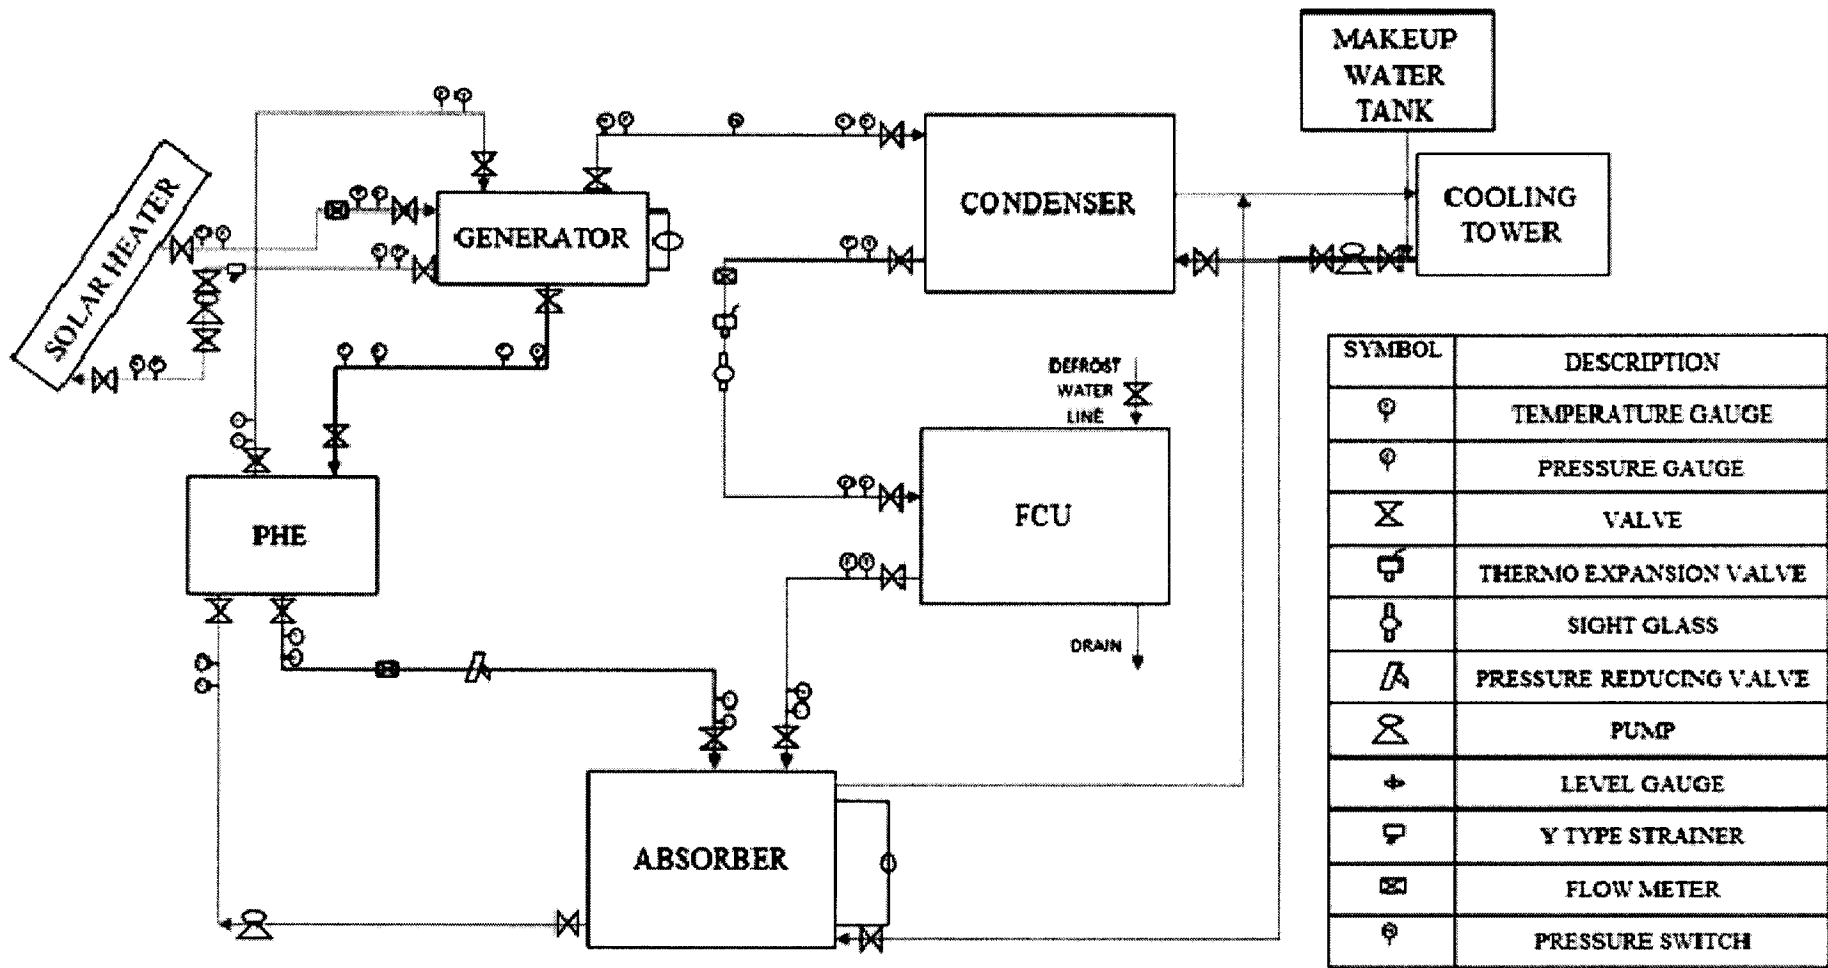 MAKEUP
WATER
TANK
COOLING
TOWER
CONDENSER
GENERATOR
SOLAR HEATER
DEFROST
WATER
LINE
FCU
PHE
DRAIN
ABSORBER
SYMBOL DESCRIPTION
TEMPERATURE GAUGE
PRESSURE GAUGE
VALVE
THERMO EXPANSION VALVE
SIGHT GLASS
PRESSURE REDUCING VALVE
PUMP
LEVEL GAUGE
Y TYPE STRAINER
FLOW METER
PRESSURE SWITCH